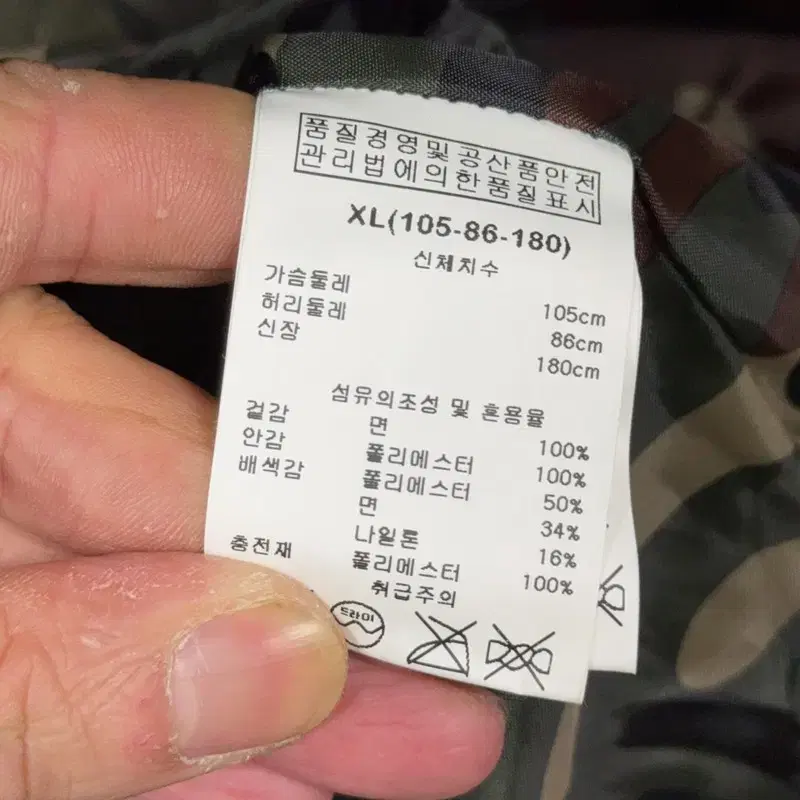 품질경영및공산품안전
관리법에의한품질표시
XL(105-86-180)
신체치수
가슴둘레 105cm
허리둘레 86cm
신장 180cm
섬유의조성 및 혼용율
겉감 면 100%
안감 폴리에스터 100%
배색감 폴리에스터 50%
면 34%
나일론 16%
충전재 폴리에스터 100%
취급주의
드라이